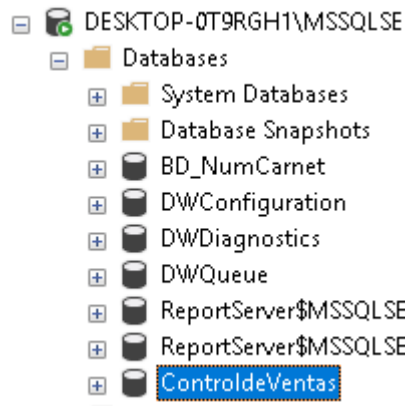 DESKTOP-0T9RGH1\MSSQLSE
Databases
System Databases
Database Snapshots
BD_NumCarnet
DWConfiguration
DWDiagnostics
DWQueue
ReportServer$MSSQLSE
ReportServer$MSSQLSE
ControldeVentas